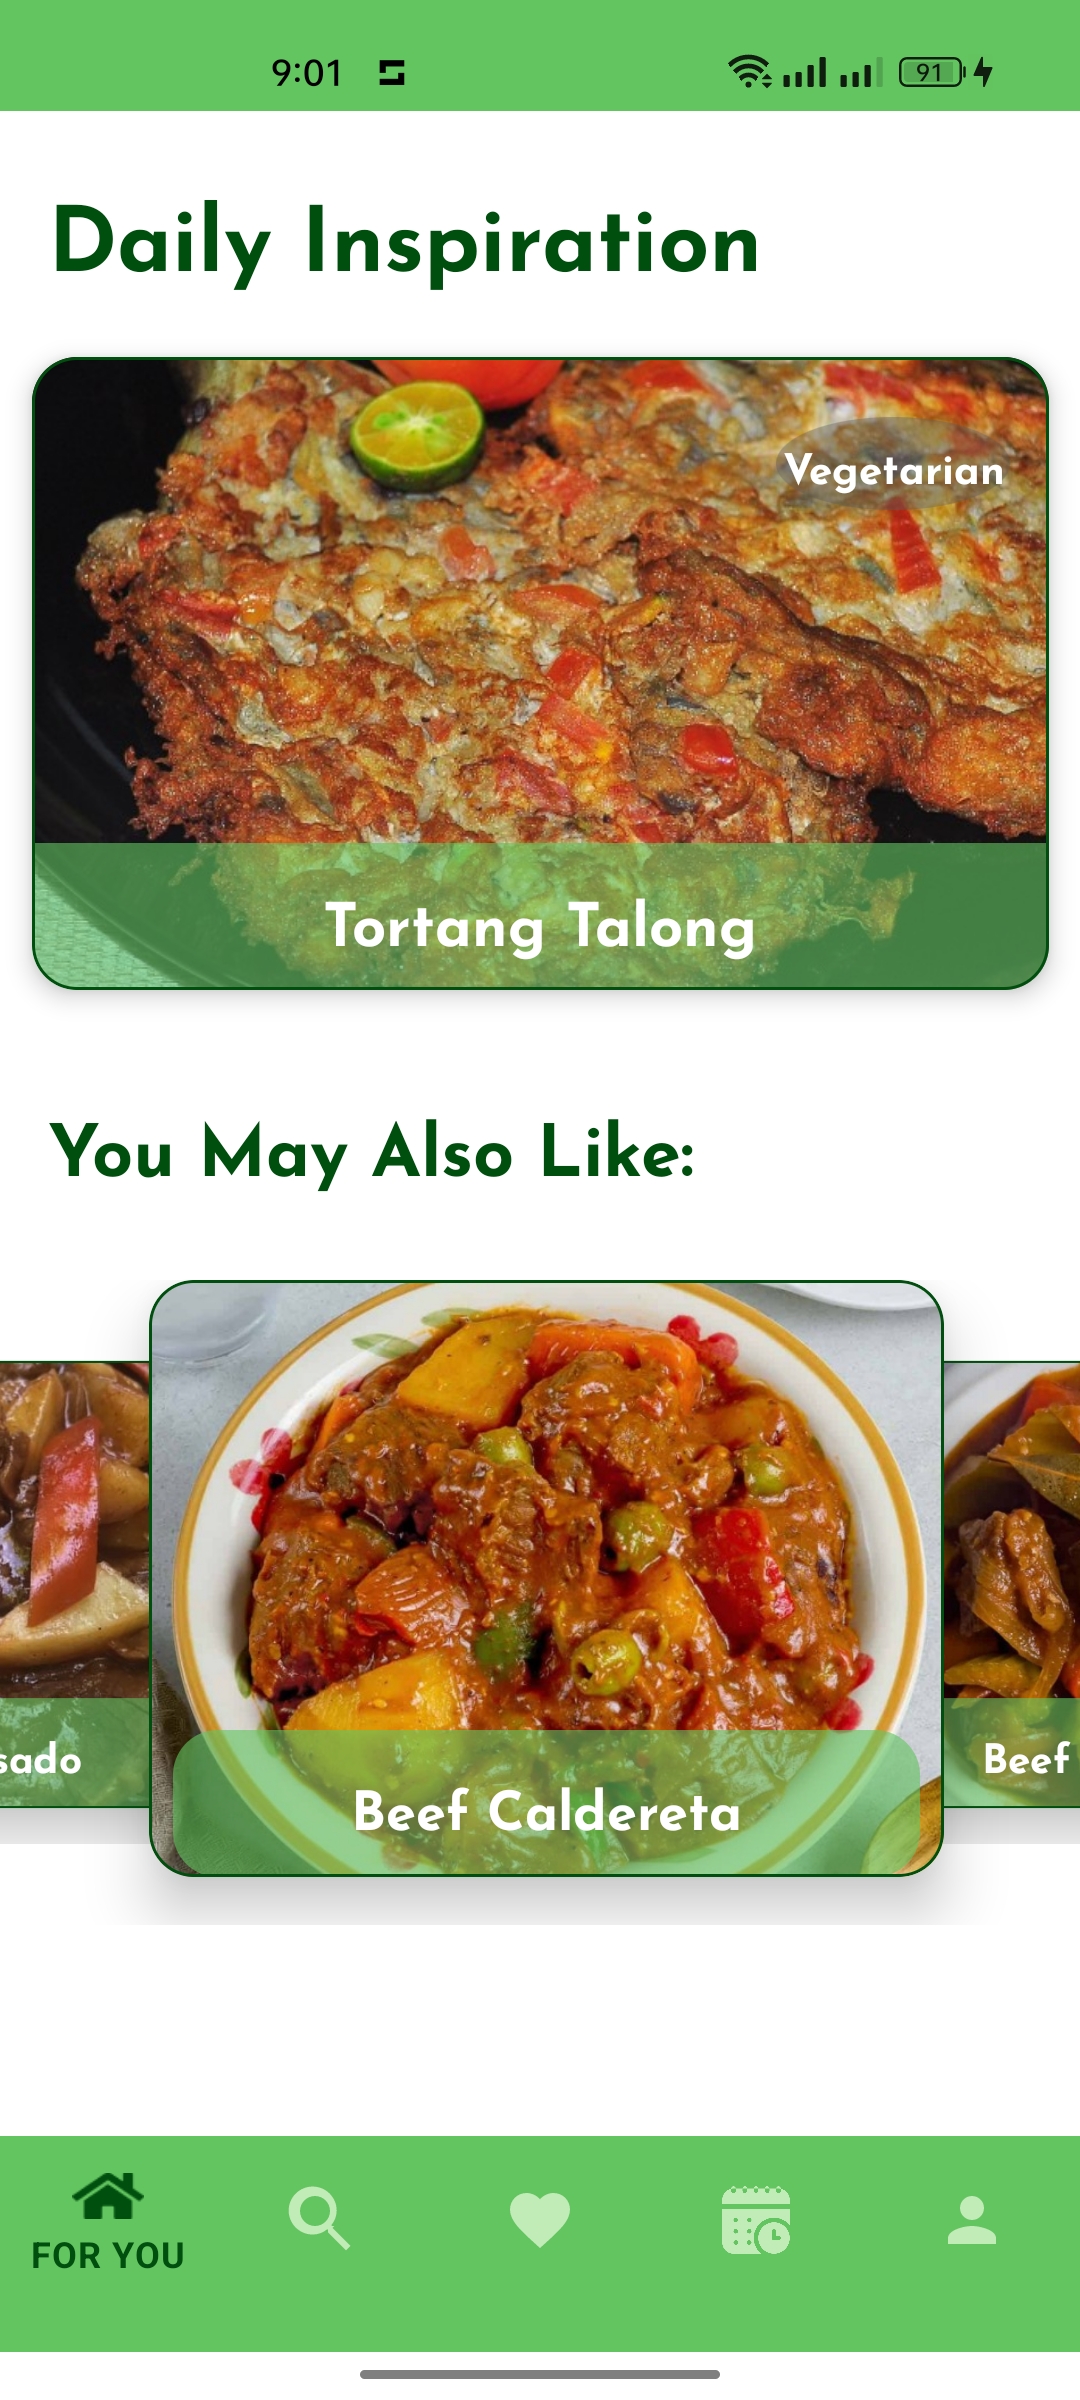 9:01
91
Daily Inspiration
Vegetarian
Tortang Talong
You May Also Like:
sado
Beef
Beef Caldereta
FOR YOU